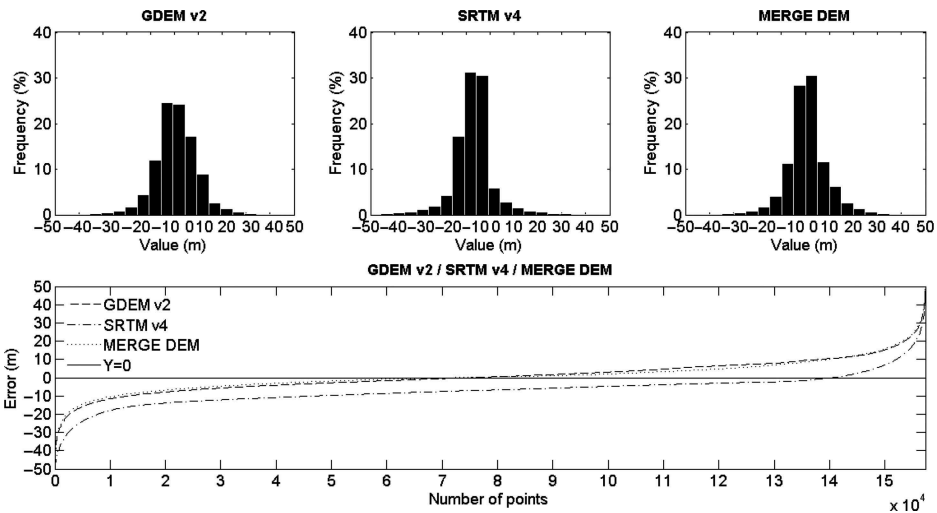 GDEM v2
SRTM v4
MERGE DEM
Frequency (%)
40
30
20
10
0
−50 −40 −30 −20 −10 0 10 20 30 40 50
Value (m)
Frequency (%)
40
30
20
10
0
−50 −40 −30 −20 −10 0 10 20 30 40 50
Value (m)
Frequency (%)
40
30
20
10
0
−50 −40 −30 −20 −10 0 10 20 30 40 50
Value (m)
GDEM v2 / SRTM v4 / MERGE DEM
Error (m)
50
40
30
20
10
0
−10
−20
−30
−40
−50
GDEM v2
SRTM v4
MERGE DEM
Y=0
0 1 2 3 4 5 6 7 8 9 10 11 12 13 14 15
Number of points
x 10⁴